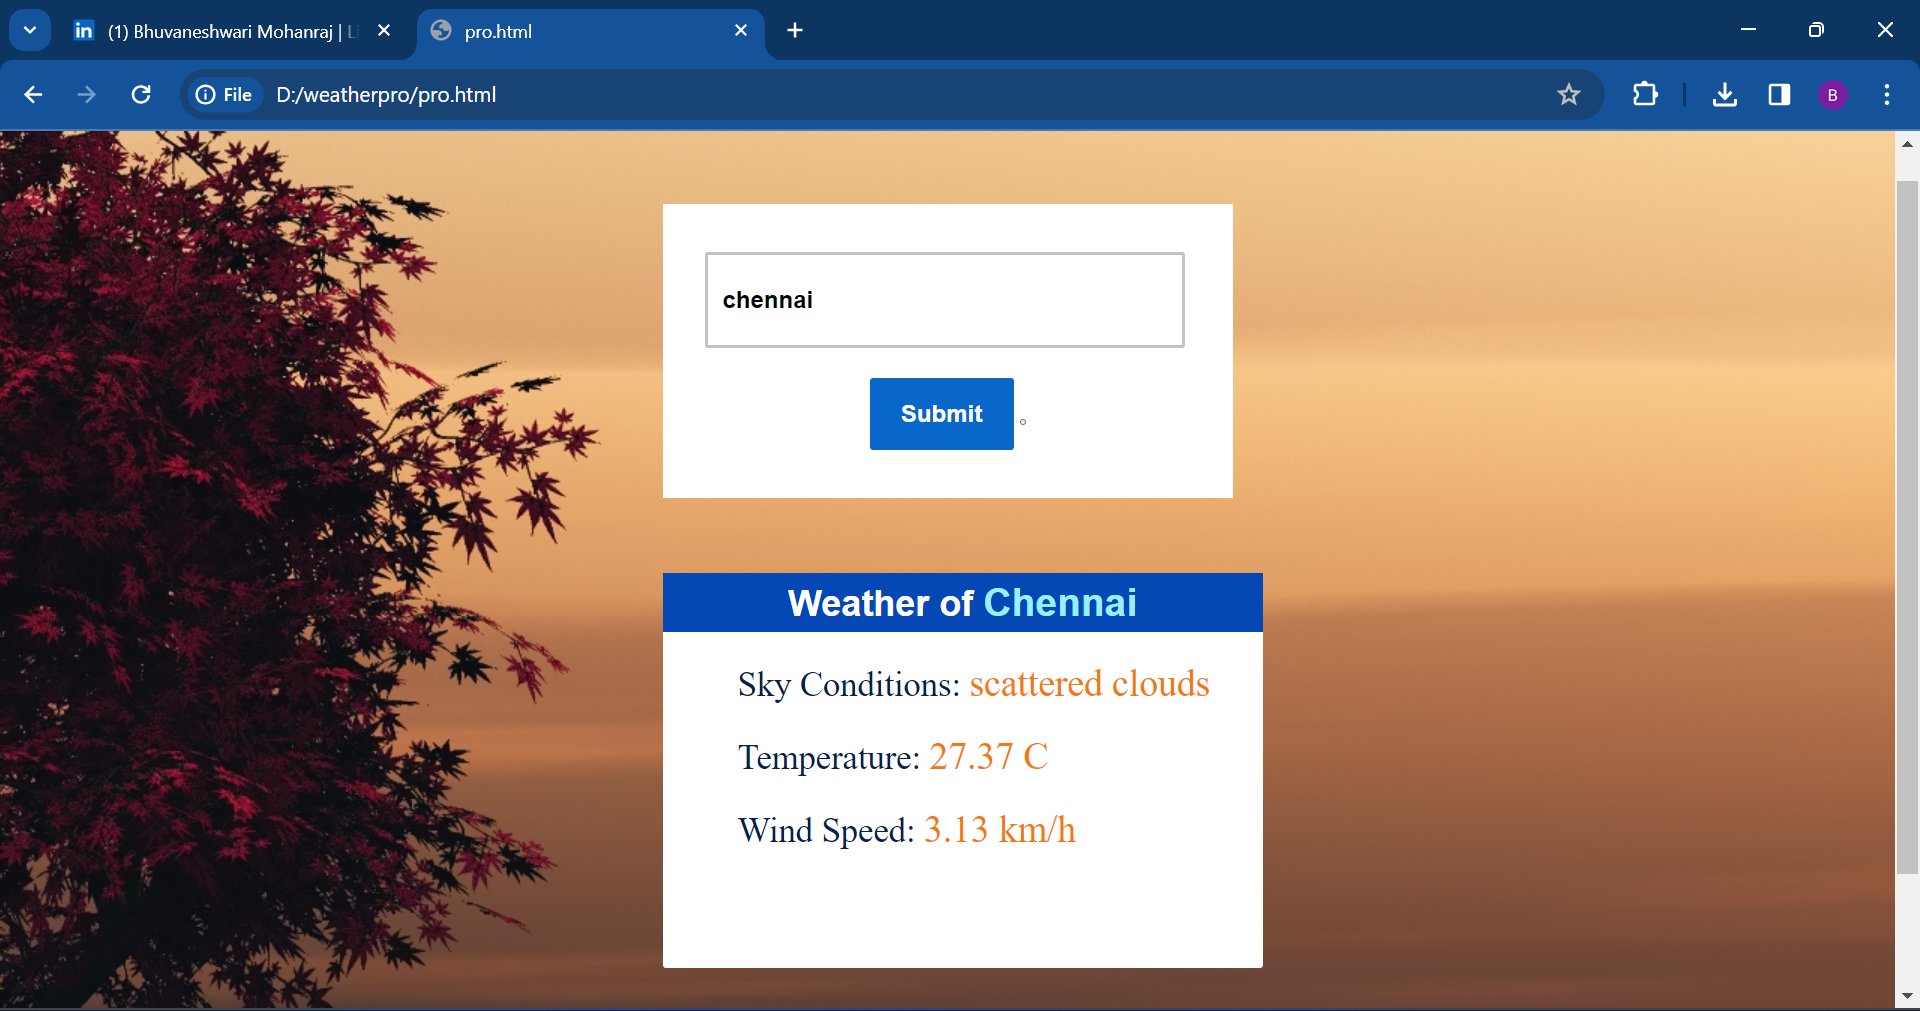 (1) Bhuvaneshwari Mohanraj | Li
pro.html
File D:/weatherpro/pro.html
B
chennai
Submit
Weather of Chennai
Sky Conditions: scattered clouds
Temperature: 27.37 C
Wind Speed: 3.13 km/h